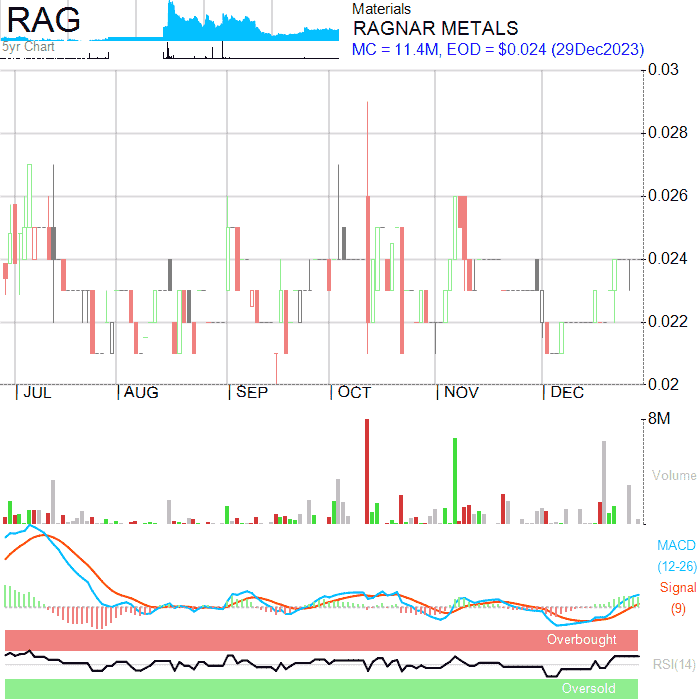 RAG
5yr Chart
Materials
RAGNAR METALS
MC = 11.4M, EOD = $0.024 (29Dec2023)
0.03
0.028
0.026
0.024
0.022
0.02
JUL AUG SEP OCT NOV DEC
8M
Volume
MACD
(12-26)
Signal
(9)
Overbought
RSI(14)
Oversold